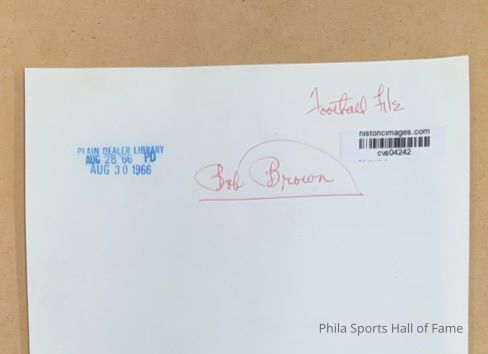 Football File
historicimages.com
cvs04242
PLAIN DEALER LIBRARY
AUG 28 '66 PD
AUG 30 1966
Bob Brown
Phila Sports Hall of Fame